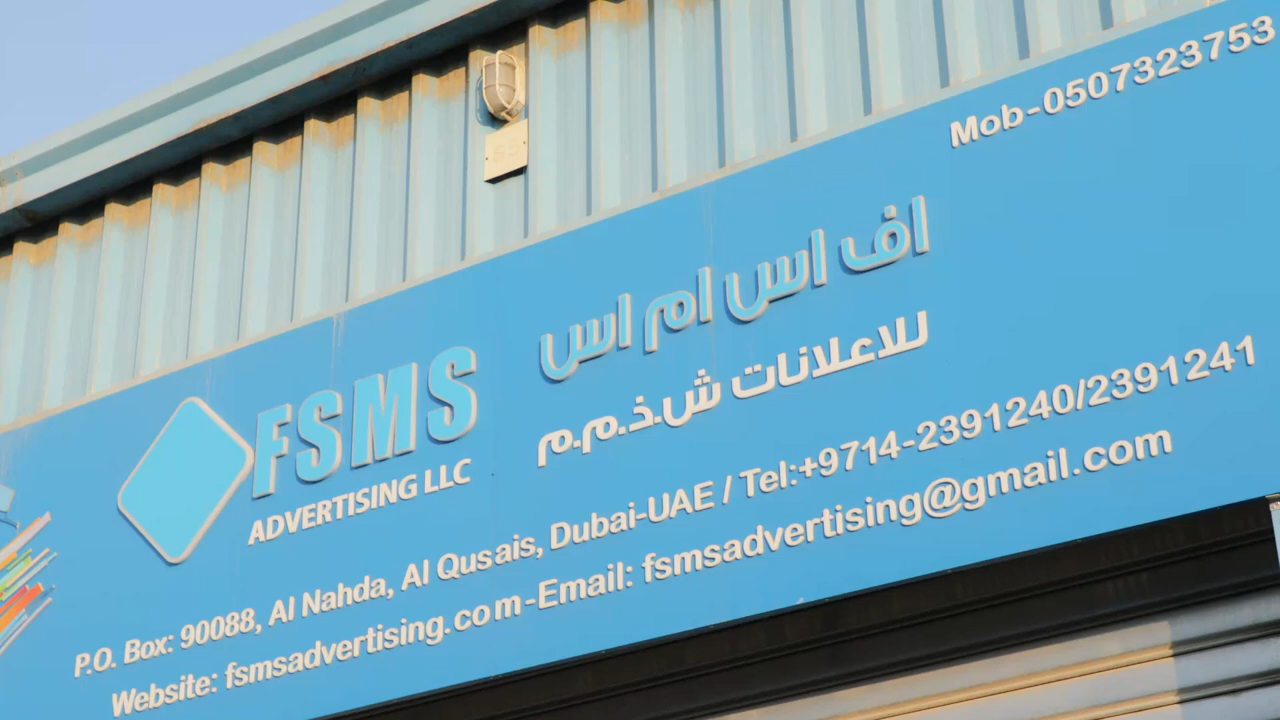 Mob-0507323753
اف اس ام اس
للاعلانات ش.ذ.م.م
FSMS
ADVERTISING LLC
P.O. Box: 90088, Al Nahda, Al Qusais, Dubai-UAE / Tel:+9714-2391240/2391241
Website: fsmsadvertising.com-Email: fsmsadvertising@gmail.com